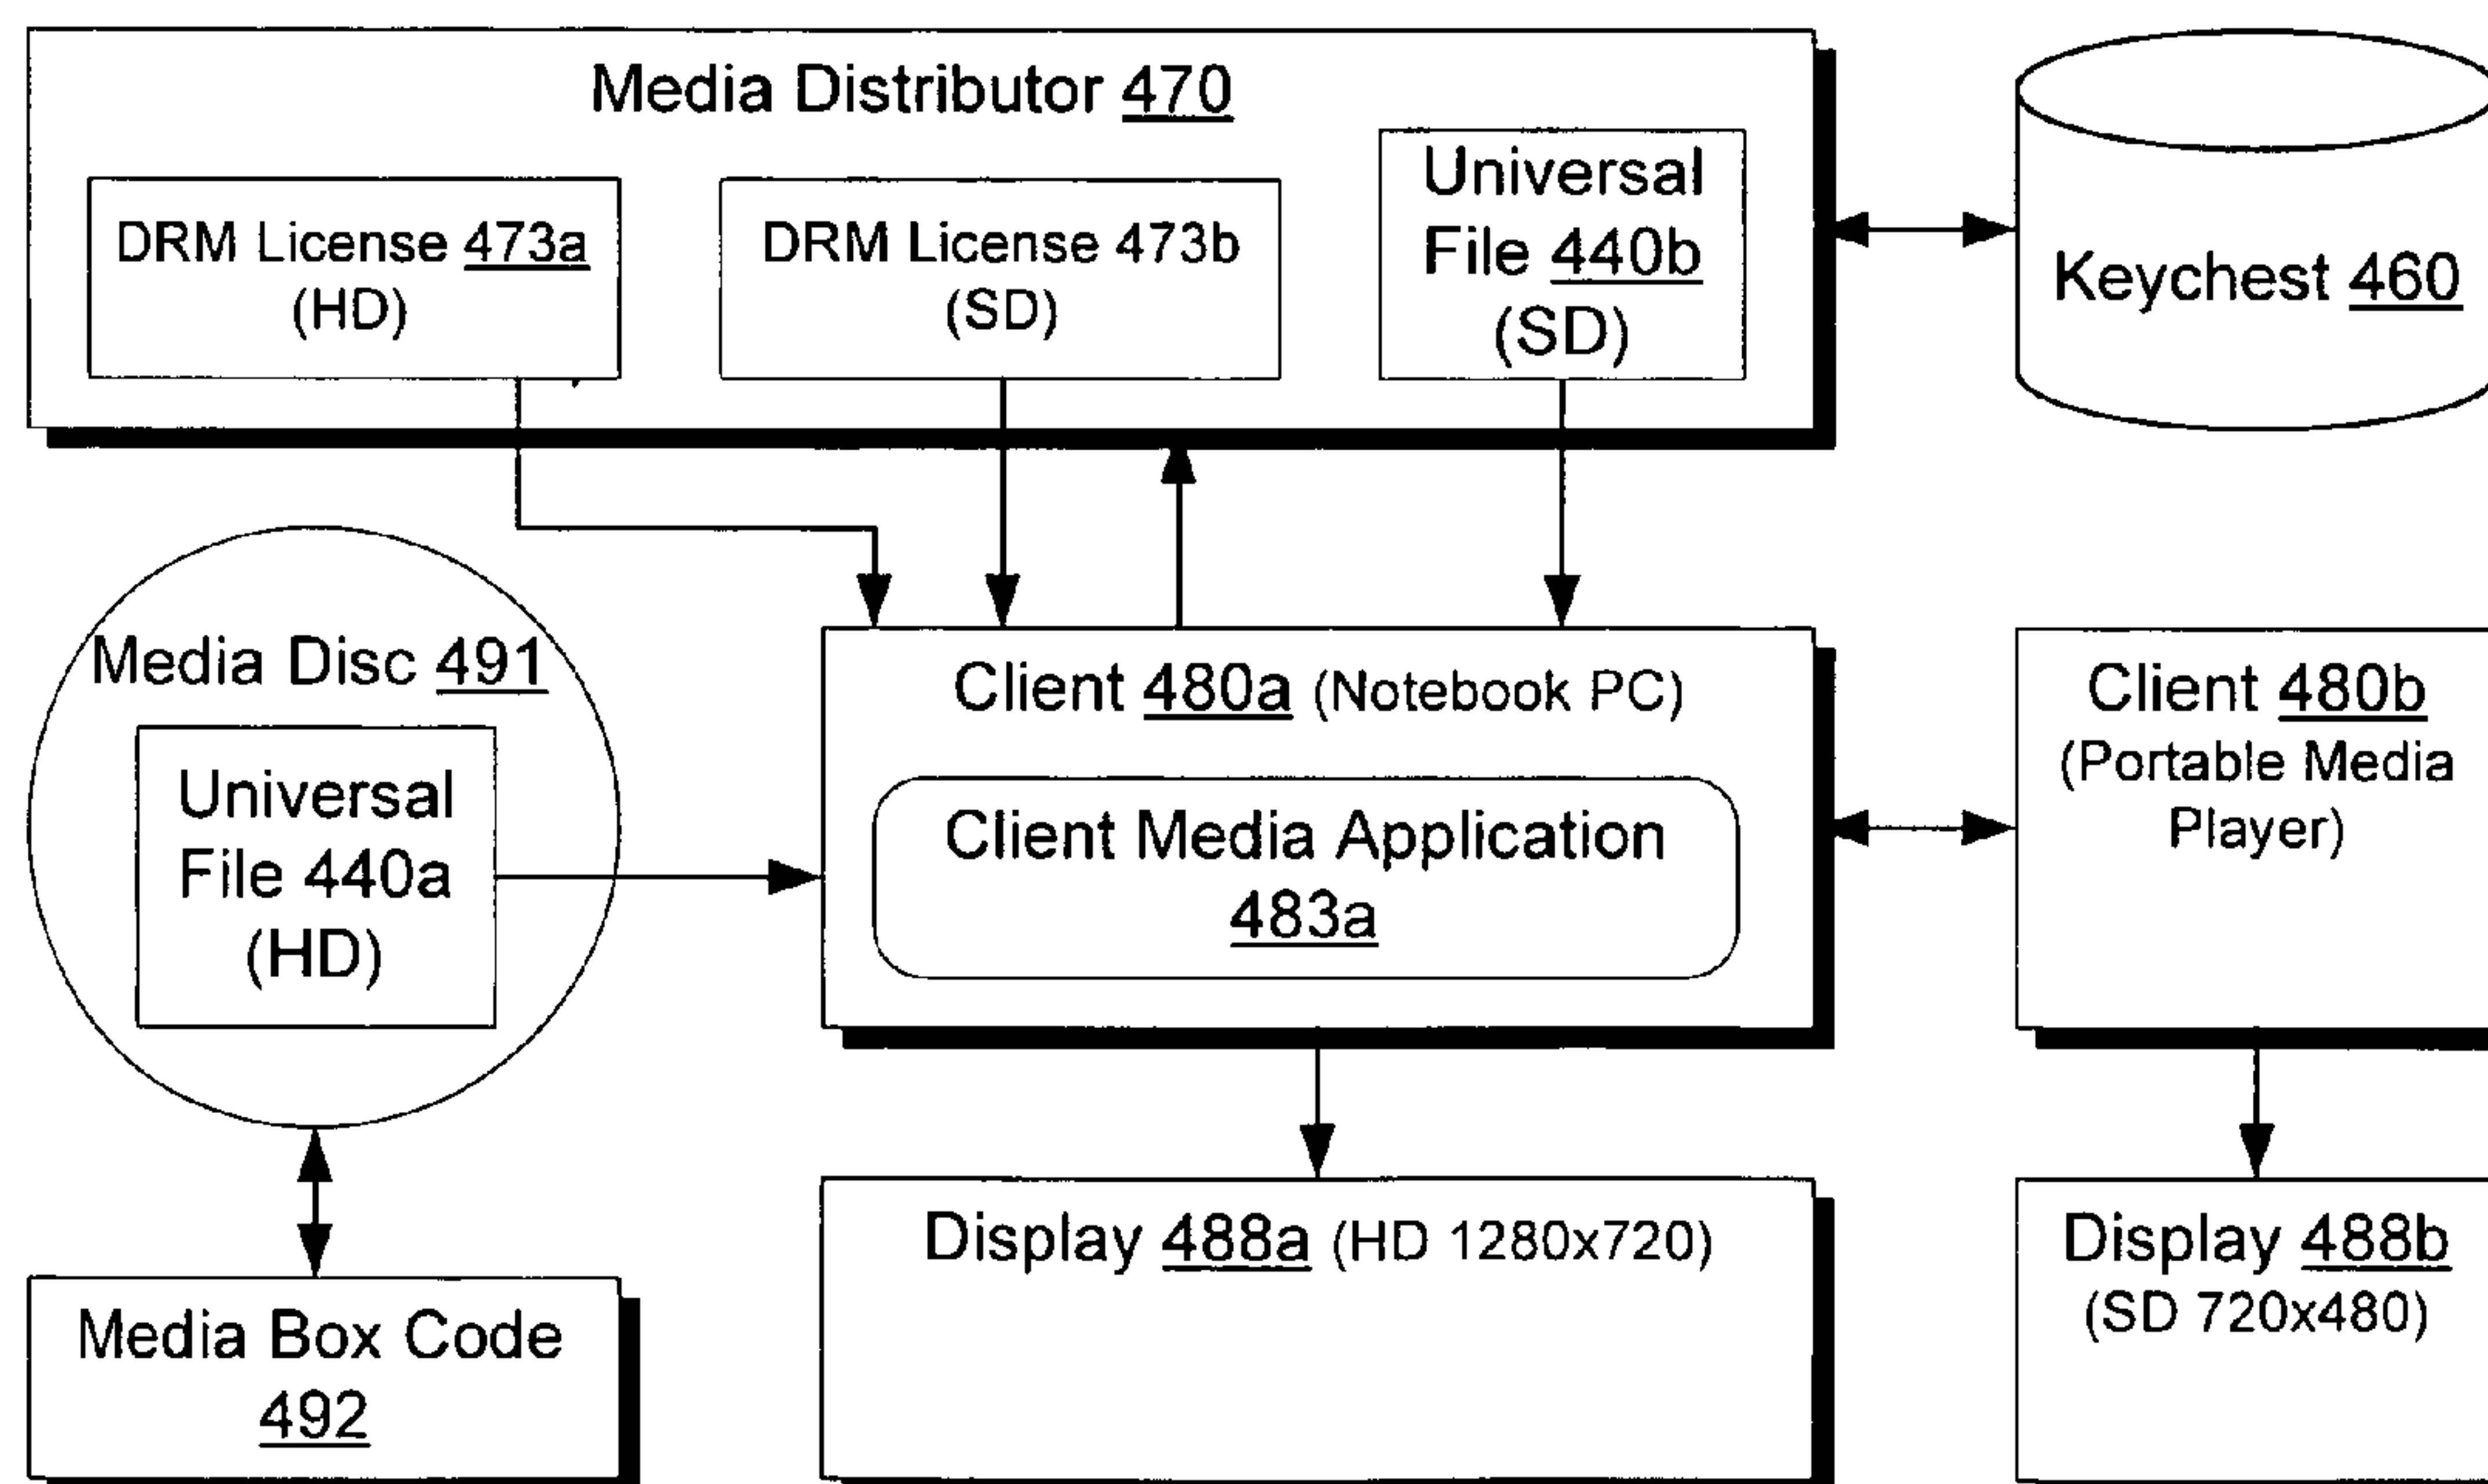 Media Distributor 470
DRM License 473a
(HD)
DRM License 473b
(SD)
Universal
File 440b
(SD)
Keychest 460
Media Disc 491
Universal
File 440a
(HD)
Client 480a (Notebook PC)
Client Media Application
483a
Client 480b
(Portable Media
Player)
Media Box Code
492
Display 488a (HD 1280x720)
Display 488b
(SD 720x480)